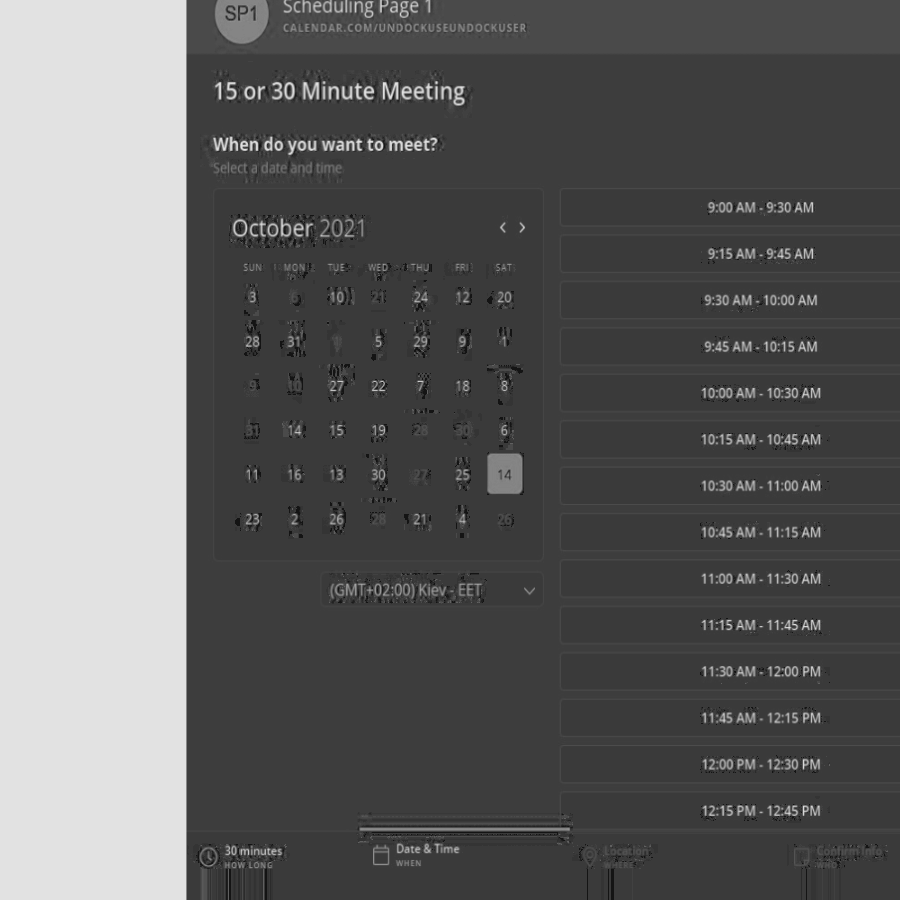 SP1
Scheduling Page 1
CALENDAR.COM/UNDOCKUSEUNDOCKUSER
15 or 30 Minute Meeting
When do you want to meet?
Select a date and time
October 2021
SUN MON TUE WED THU FRI SAT
3 10 21 24 12 20
28 31 5 29 9 1
27 22 7 18 8
31 14 15 19 28 30 6
11 16 13 30 27 25 14
23 2 26 28 21 4 26
(GMT+02:00) Kiev - EET
9:00 AM - 9:30 AM
9:15 AM - 9:45 AM
9:30 AM - 10:00 AM
9:45 AM - 10:15 AM
10:00 AM - 10:30 AM
10:15 AM - 10:45 AM
10:30 AM - 11:00 AM
10:45 AM - 11:15 AM
11:00 AM - 11:30 AM
11:15 AM - 11:45 AM
11:30 AM - 12:00 PM
11:45 AM - 12:15 PM
12:00 PM - 12:30 PM
12:15 PM - 12:45 PM
30 minutes
HOW LONG
Date & Time
WHEN
Location
WHERE
Confirm Info
WHO